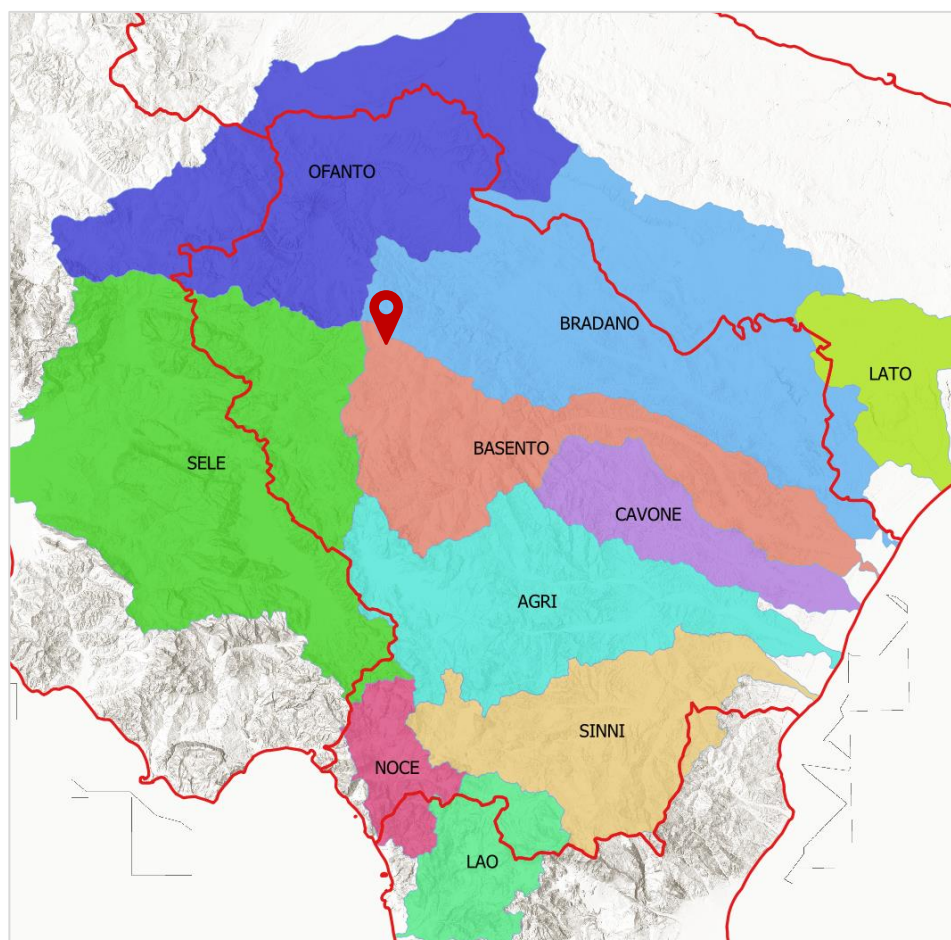 OFANTO
BRADANO
LATO
BASENTO
SELE
CAVONE
AGRI
SINNI
NOCE
LAO